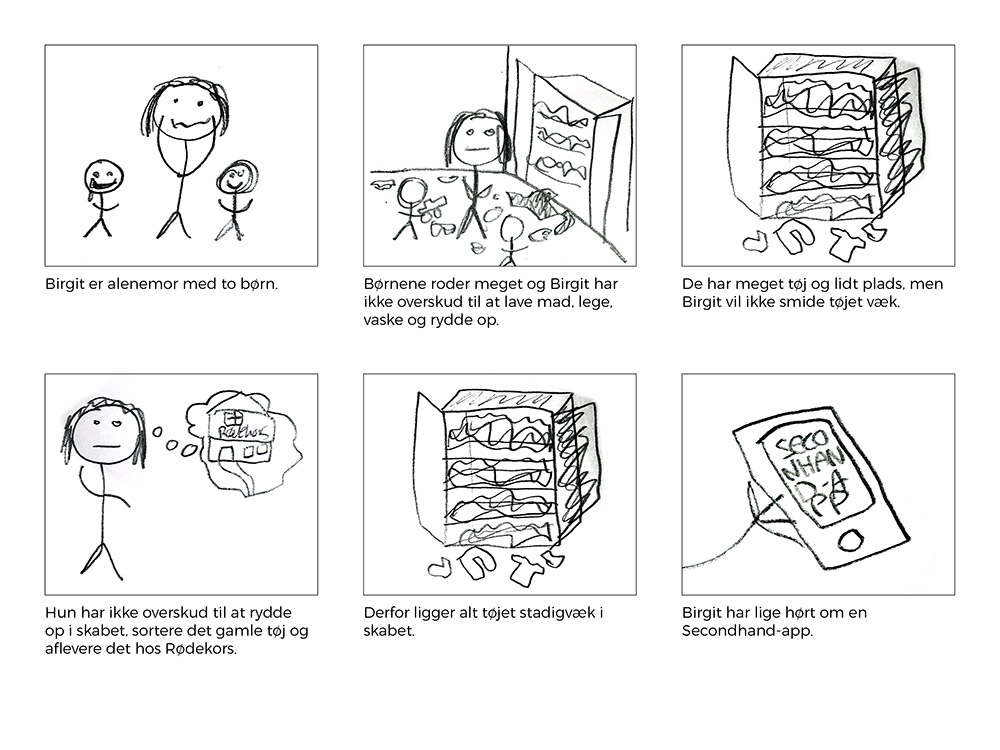 Birgit er alenemor med to børn.
Børnene roder meget og Birgit har
ikke overskud til at lave mad, lege,
vaske og rydde op.
De har meget tøj og lidt plads, men
Birgit vil ikke smide tøjet væk.
Rødekors
Hun har ikke overskud til at rydde
op i skabet, sortere det gamle tøj og
aflevere det hos Rødekors.
Derfor ligger alt tøjet stadigvæk i
skabet.
SECO
NHAN
D-A
PP
Birgit har lige hørt om en
Secondhand-app.